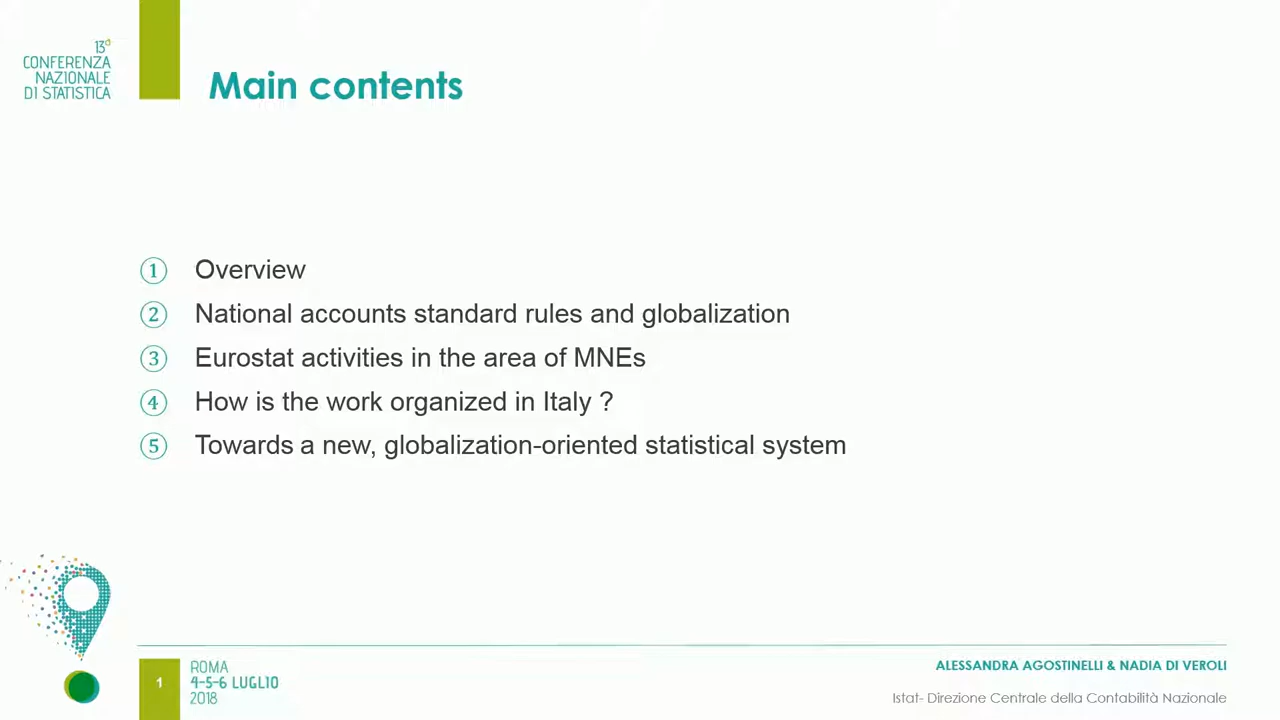 13ª
CONFERENZA
NAZIONALE
DI STATISTICA
Main contents
① Overview
② National accounts standard rules and globalization
③ Eurostat activities in the area of MNEs
④ How is the work organized in Italy ?
⑤ Towards a new, globalization-oriented statistical system
1
ROMA
4-5-6 LUGLIO
2018
ALESSANDRA AGOSTINELLI & NADIA DI VEROLI
Istat- Direzione Centrale della Contabilità Nazionale